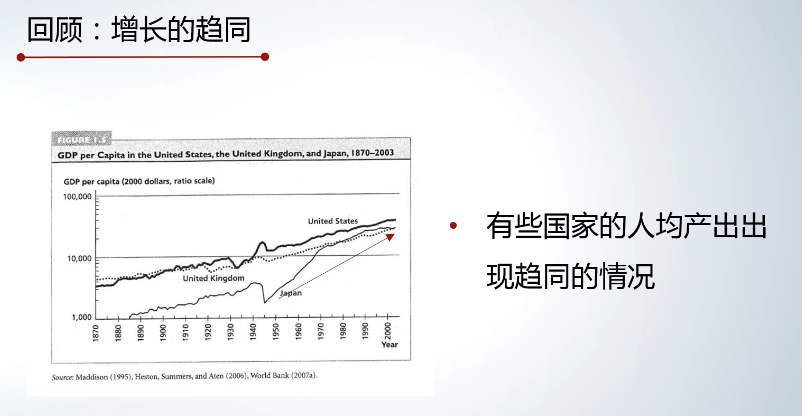 回顾：增长的趋同
FIGURE 1.5
GDP per Capita in the United States, the United Kingdom, and Japan, 1870–2003
GDP per capita (2000 dollars, ratio scale)
100,000
United States
10,000
United Kingdom
Japan
1,000
1870 1880 1890 1900 1910 1920 1930 1940 1950 1960 1970 1980 1990 2000
Year
Source: Maddison (1995), Heston, Summers, and Aten (2006), World Bank (2007a).
• 有些国家的人均产出出
现趋同的情况